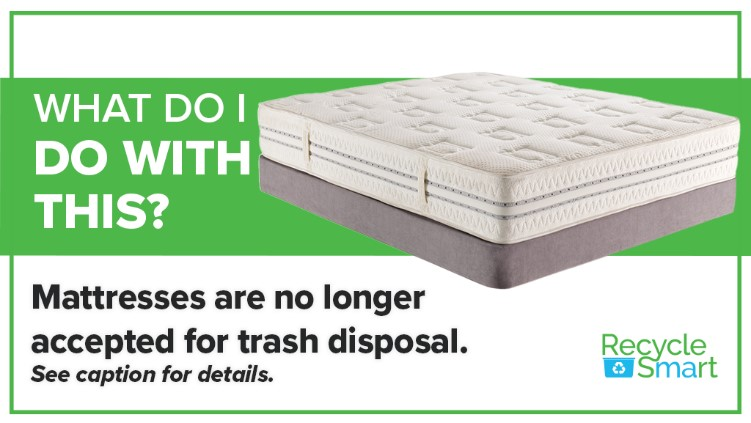 WHAT DO I
DO WITH
THIS?
Mattresses are no longer
accepted for trash disposal.
See caption for details.
Recycle
Smart